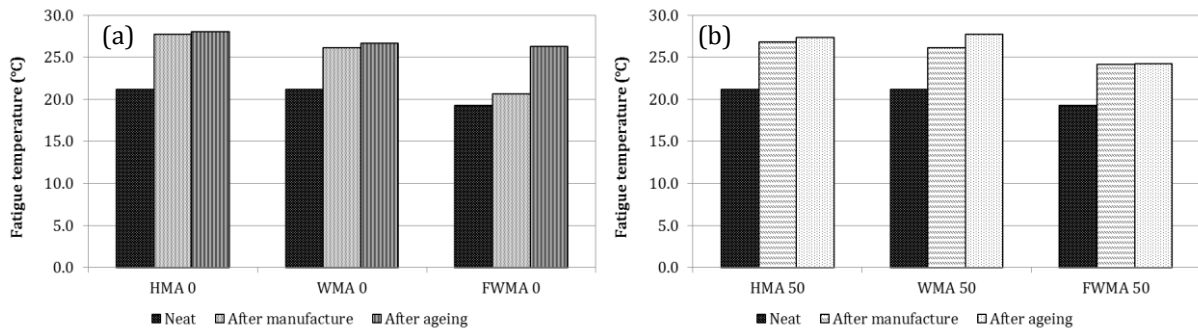 (a)
Fatigue temperature (°C)
30.0
25.0
20.0
15.0
10.0
5.0
0.0
HMA 0 WMA 0 FWMA 0
Neat After manufacture After ageing
(b)
Fatigue temperature (°C)
30.0
25.0
20.0
15.0
10.0
5.0
0.0
HMA 50 WMA 50 FWMA 50
Neat After manufacture After ageing